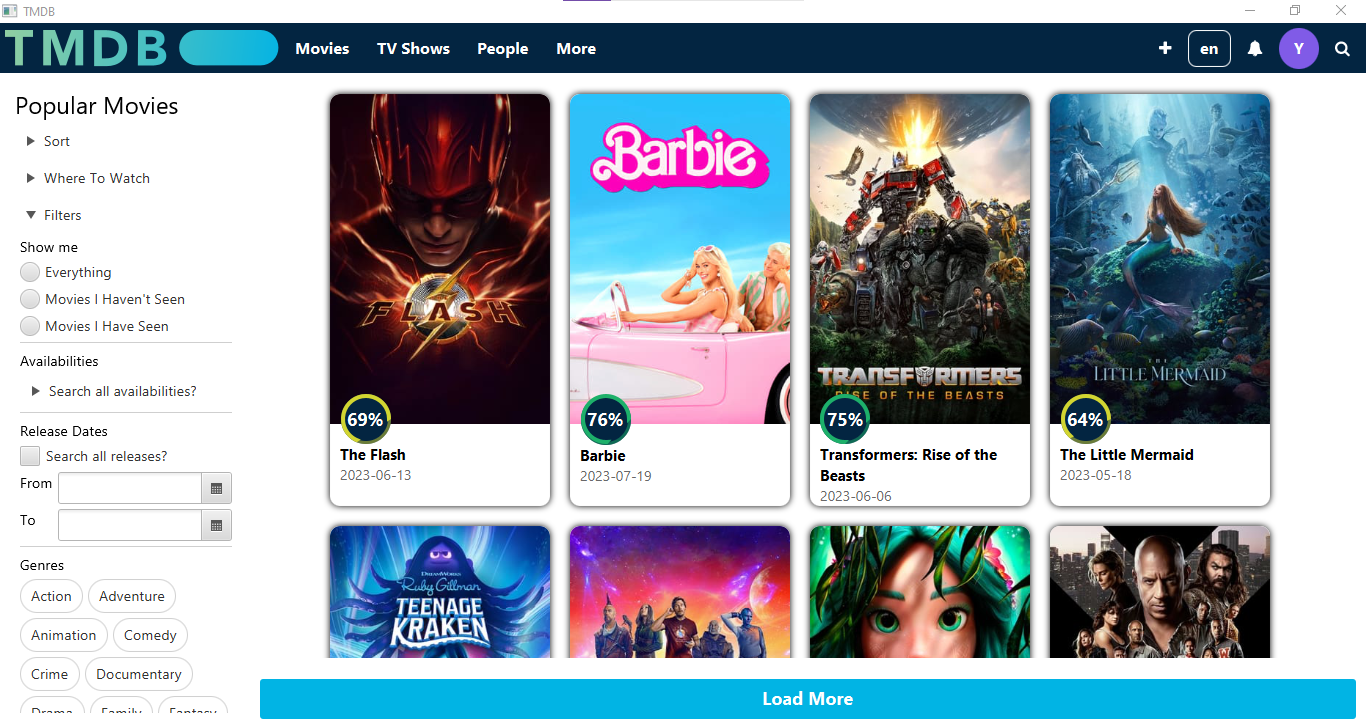 TMDB
TMDB
Movies
TV Shows
People
More
+
en
Y
Popular Movies
Sort
Where To Watch
Filters
Show me
Everything
Movies I Haven't Seen
Movies I Have Seen
Availabilities
Search all availabilities?
Release Dates
Search all releases?
From
To
Genres
Action
Adventure
Animation
Comedy
Crime
Documentary
Drama
Family
Fantasy
FLASH
69%
The Flash
2023-06-13
Barbie
76%
Barbie
2023-07-19
TRANSFORMERS
RISE OF THE BEASTS
75%
Transformers: Rise of the
Beasts
2023-06-06
THE
LITTLE MERMAID
64%
The Little Mermaid
2023-05-18
DREAMWORKS
Ruby Gillman
TEENAGE
KRAKEN
Load More